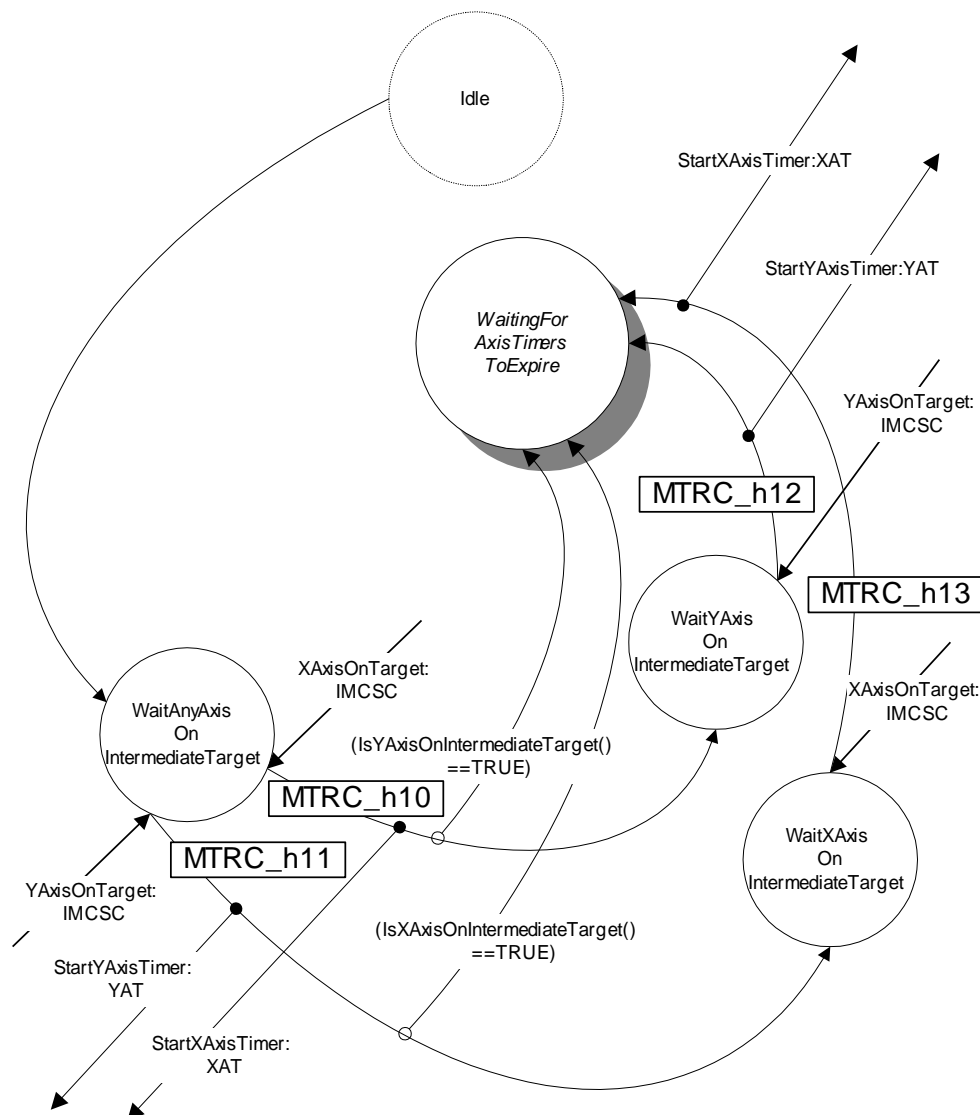 Idle
StartXAxisTimer:XAT
StartYAxisTimer:YAT
WaitingFor
AxisTimers
ToExpire
YAxisOnTarget:
IMCSC
MTRC_h12
MTRC_h13
WaitYAxis
On
IntermediateTarget
XAxisOnTarget:
IMCSC
XAxisOnTarget:
IMCSC
WaitAnyAxis
On
IntermediateTarget
(IsYAxisOnIntermediateTarget()
==TRUE)
MTRC_h10
MTRC_h11
WaitXAxis
On
IntermediateTarget
YAxisOnTarget:
IMCSC
(IsXAxisOnIntermediateTarget()
==TRUE)
StartYAxisTimer:
YAT
StartXAxisTimer:
XAT